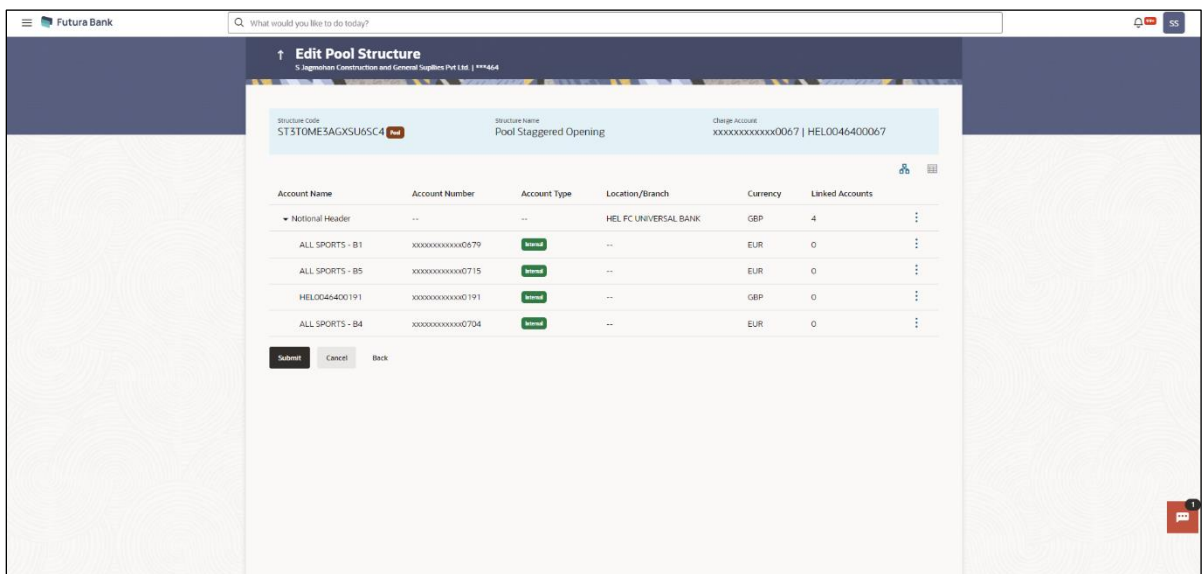 Futura Bank
What would you like to do today?
SS
↑ Edit Pool Structure
S Jagmohan Construction and General Supllies Pvt Ltd. | ***464
Structure Code Structure Name Charge Account
ST3T0ME3AGXSU6SC4 Pool Pool Staggered Opening xxxxxxxxxxxx0067 | HEL0046400067
Account Name Account Number Account Type Location/Branch Currency Linked Accounts
Notional Header -- -- HEL FC UNIVERSAL BANK GBP 4
ALL SPORTS - B1 xxxxxxxxxxxx0679 Internal -- EUR 0
ALL SPORTS - B5 xxxxxxxxxxxx0715 Internal -- EUR 0
HEL0046400191 xxxxxxxxxxxx0191 Internal -- GBP 0
ALL SPORTS - B4 xxxxxxxxxxxx0704 Internal -- EUR 0
Submit Cancel Back
1